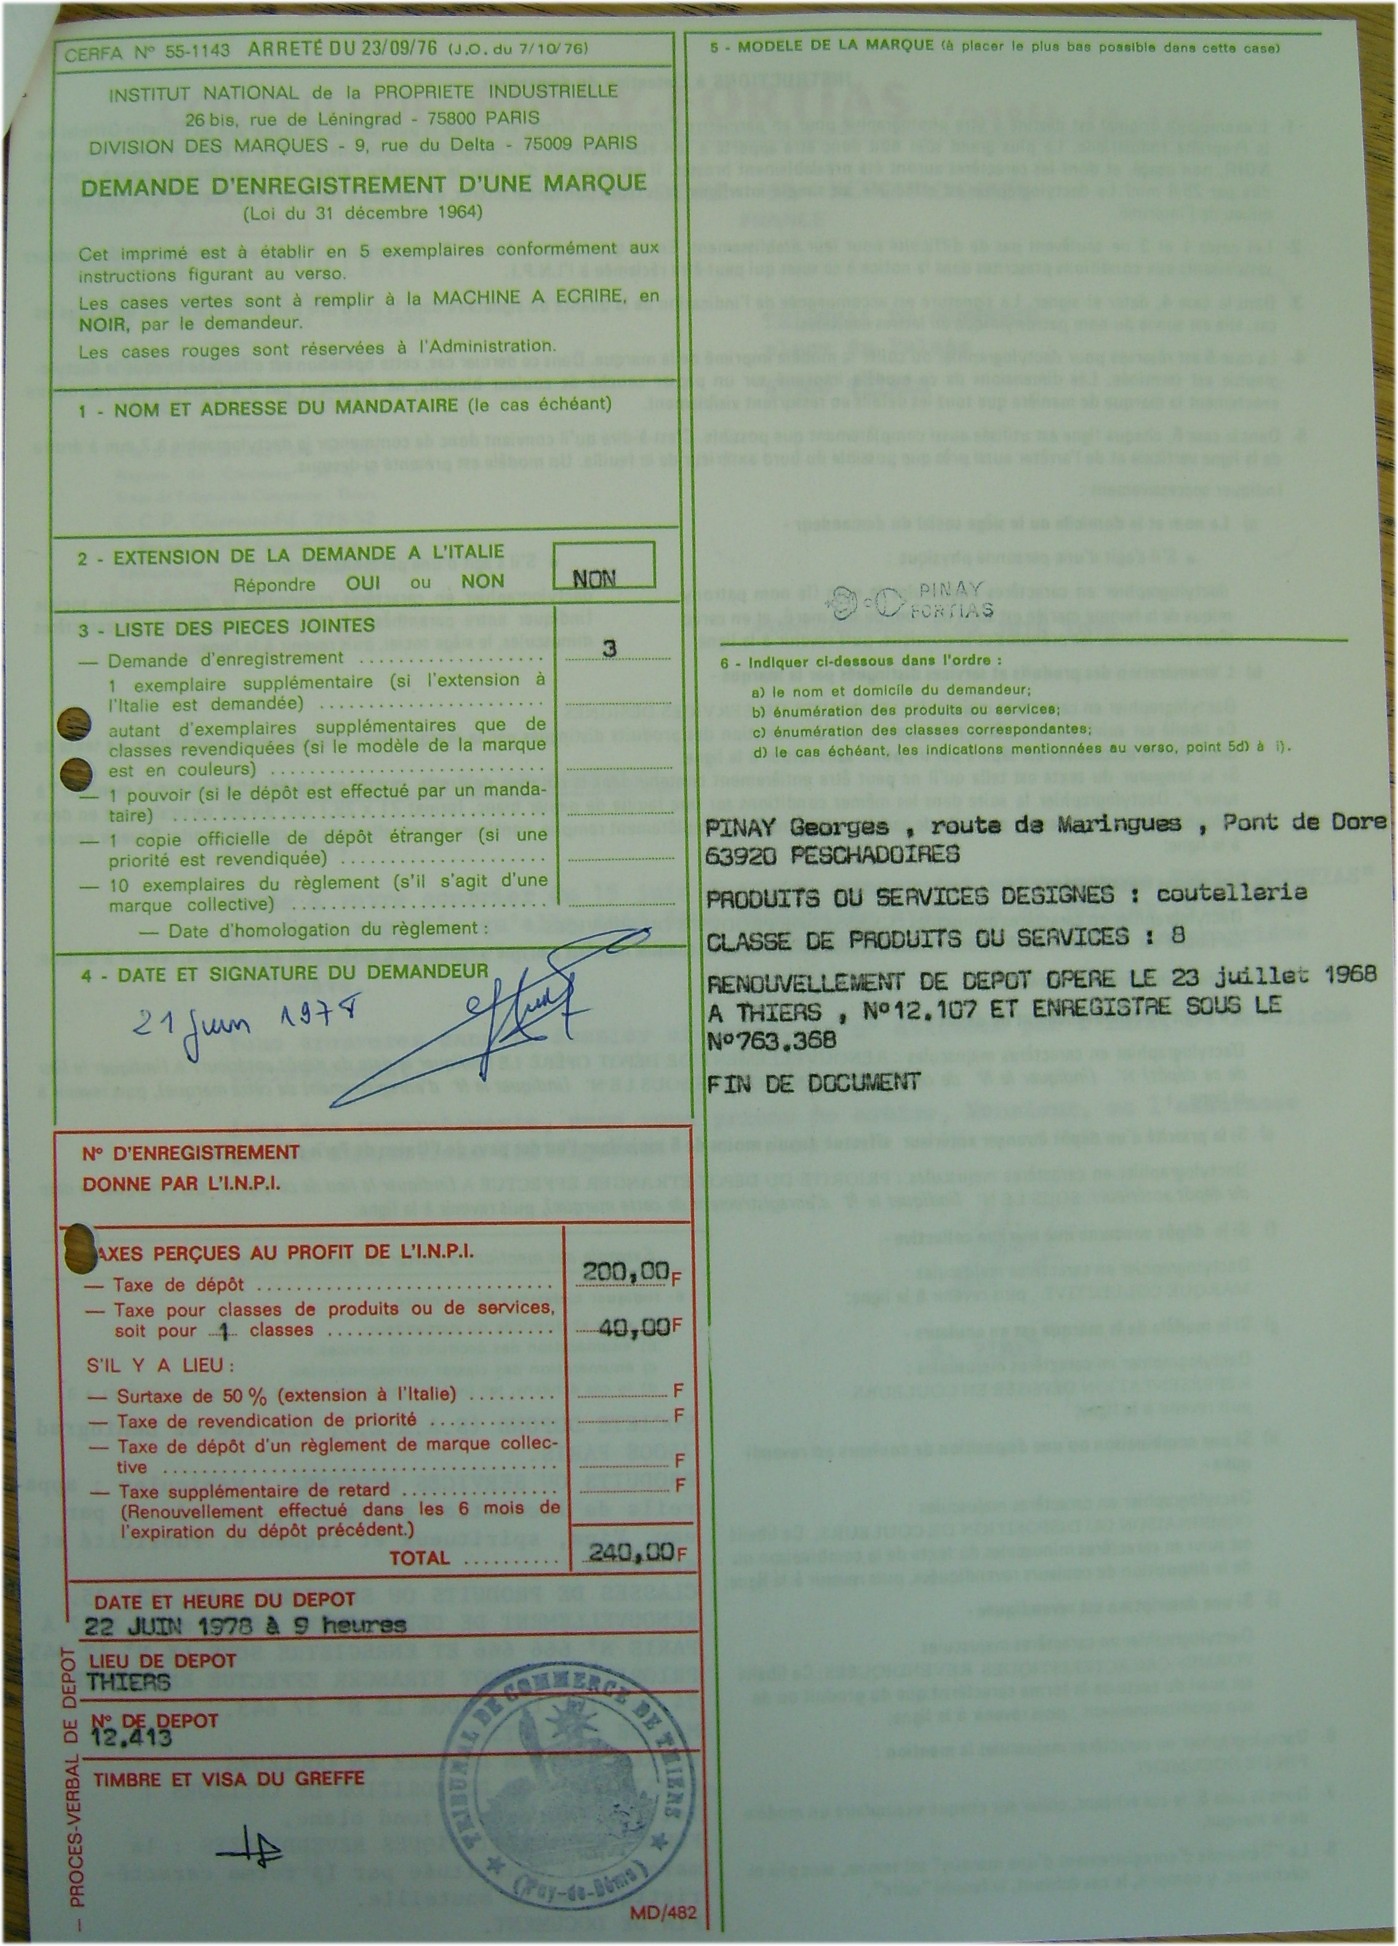 CERFA N° 55-1143 ARRETÉ DU 23/09/76 (J.O. du 7/10/76)
INSTITUT NATIONAL de la PROPRIETE INDUSTRIELLE
26 bis, rue de Léningrad - 75800 PARIS
DIVISION DES MARQUES - 9, rue du Delta - 75009 PARIS
DEMANDE D'ENREGISTREMENT D'UNE MARQUE
(Loi du 31 décembre 1964)
Cet imprimé est à établir en 5 exemplaires conformément aux
instructions figurant au verso.
Les cases vertes sont à remplir à la MACHINE A ECRIRE, en
NOIR, par le demandeur.
Les cases rouges sont réservées à l'Administration.
1 - NOM ET ADRESSE DU MANDATAIRE (le cas échéant)
2 - EXTENSION DE LA DEMANDE A L'ITALIE
Répondre OUI ou NON NON
3 - LISTE DES PIECES JOINTES
— Demande d'enregistrement .................... 3
1 exemplaire supplémentaire (si l'extension à
l'Italie est demandée) ....................
autant d'exemplaires supplémentaires que de
classes revendiquées (si le modèle de la marque
est en couleurs) ....................
— 1 pouvoir (si le dépôt est effectué par un manda-
taire) ....................
— 1 copie officielle de dépôt étranger (si une
priorité est revendiquée) ....................
— 10 exemplaires du règlement (s'il s'agit d'une
marque collective) ....................
— Date d'homologation du règlement :
4 - DATE ET SIGNATURE DU DEMANDEUR
21 juin 1978
N° D'ENREGISTREMENT
DONNE PAR L'I.N.P.I.
AXES PERÇUES AU PROFIT DE L'I.N.P.I.
— Taxe de dépôt .................... 200,00 F
— Taxe pour classes de produits ou de services,
soit pour 1 classes .................... 40,00 F
S'IL Y A LIEU :
— Surtaxe de 50 % (extension à l'Italie) ......... F
— Taxe de revendication de priorité ............ F
— Taxe de dépôt d'un règlement de marque collec-
tive .................... F
— Taxe supplémentaire de retard ............... F
(Renouvellement effectué dans les 6 mois de
l'expiration du dépôt précédent.)
TOTAL .......... 240,00 F
— PROCES-VERBAL DE DEPOT
DATE ET HEURE DU DEPOT
22 JUIN 1978 à 9 heures
LIEU DE DEPOT
THIERS
N° DE DEPOT
12.413
TIMBRE ET VISA DU GREFFE
TRIBUNAL DE COMMERCE DE THIERS
(Puy-de-Dôme)
MD/482
5 - MODELE DE LA MARQUE (à placer le plus bas possible dans cette case)
PINAY
FORTIAS
6 - Indiquer ci-dessous dans l'ordre :
a) le nom et domicile du demandeur;
b) énumération des produits ou services;
c) énumération des classes correspondantes;
d) le cas échéant, les indications mentionnées au verso, point 5d) à i).
PINAY Georges , route de Maringues , Pont de Dore
63920 PESCHADOIRES
PRODUITS OU SERVICES DESIGNES : coutellerie
CLASSE DE PRODUITS OU SERVICES : 8
RENOUVELLEMENT DE DEPOT OPERE LE 23 juillet 1968
A THIERS , N°12.107 ET ENREGISTRE SOUS LE
N°763.368
FIN DE DOCUMENT